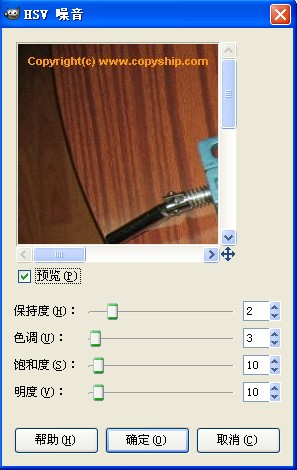 HSV 噪音
Copyright(c) www.copyship.com
预览(P)
保持度(H)： 2
色调(U)： 3
饱和度(S)： 10
明度(V)： 10
帮助(H) 确定(O) 取消(C)